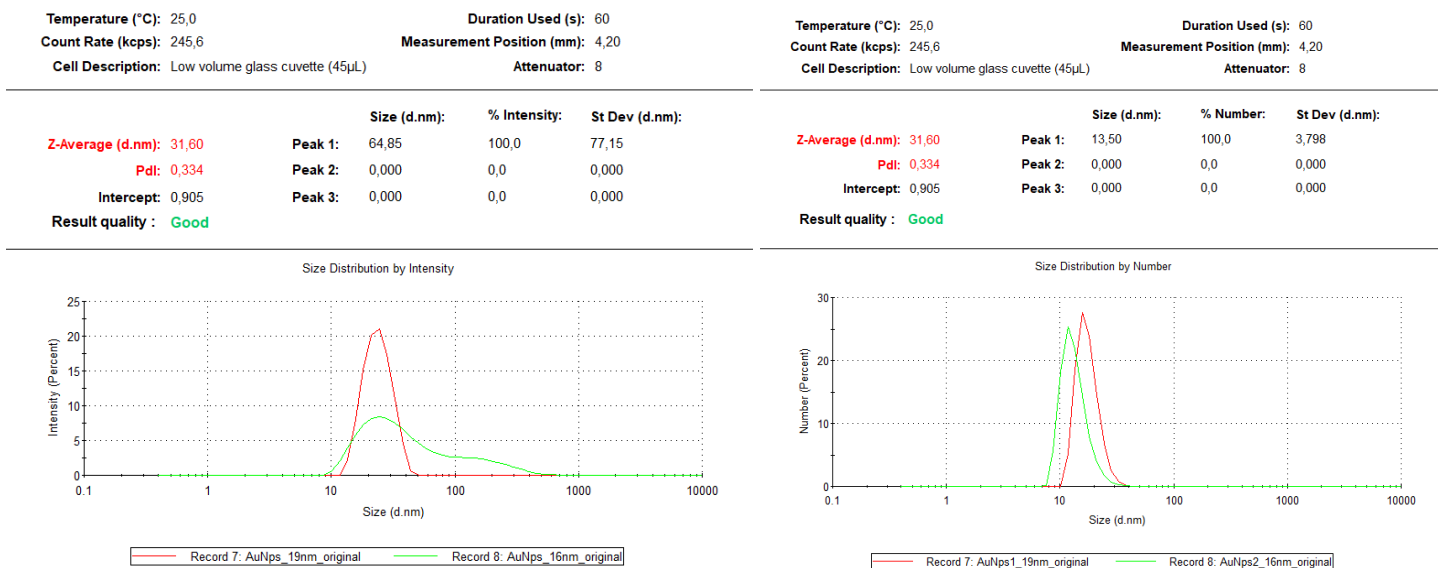 Temperature (°C): 25,0 Duration Used (s): 60
Count Rate (kcps): 245,6 Measurement Position (mm): 4,20
Cell Description: Low volume glass cuvette (45µL) Attenuator: 8
Size (d.nm): % Intensity: St Dev (d.nm):
Z-Average (d.nm): 31,60 Peak 1: 64,85 100,0 77,15
PdI: 0,334 Peak 2: 0,000 0,0 0,000
Intercept: 0,905 Peak 3: 0,000 0,0 0,000
Result quality : Good
Size Distribution by Intensity
Intensity (Percent)
25
20
15
10
5
0
0.1 1 10 100 1000 10000
Size (d.nm)
Record 7: AuNps_19nm_original Record 8: AuNps_16nm_original
Temperature (°C): 25,0 Duration Used (s): 60
Count Rate (kcps): 245,6 Measurement Position (mm): 4,20
Cell Description: Low volume glass cuvette (45µL) Attenuator: 8
Size (d.nm): % Number: St Dev (d.nm):
Z-Average (d.nm): 31,60 Peak 1: 13,50 100,0 3,798
PdI: 0,334 Peak 2: 0,000 0,0 0,000
Intercept: 0,905 Peak 3: 0,000 0,0 0,000
Result quality : Good
Size Distribution by Number
Number (Percent)
30
20
10
0
0.1 1 10 100 1000 10000
Size (d.nm)
Record 7: AuNps1_19nm_original Record 8: AuNps2_16nm_original